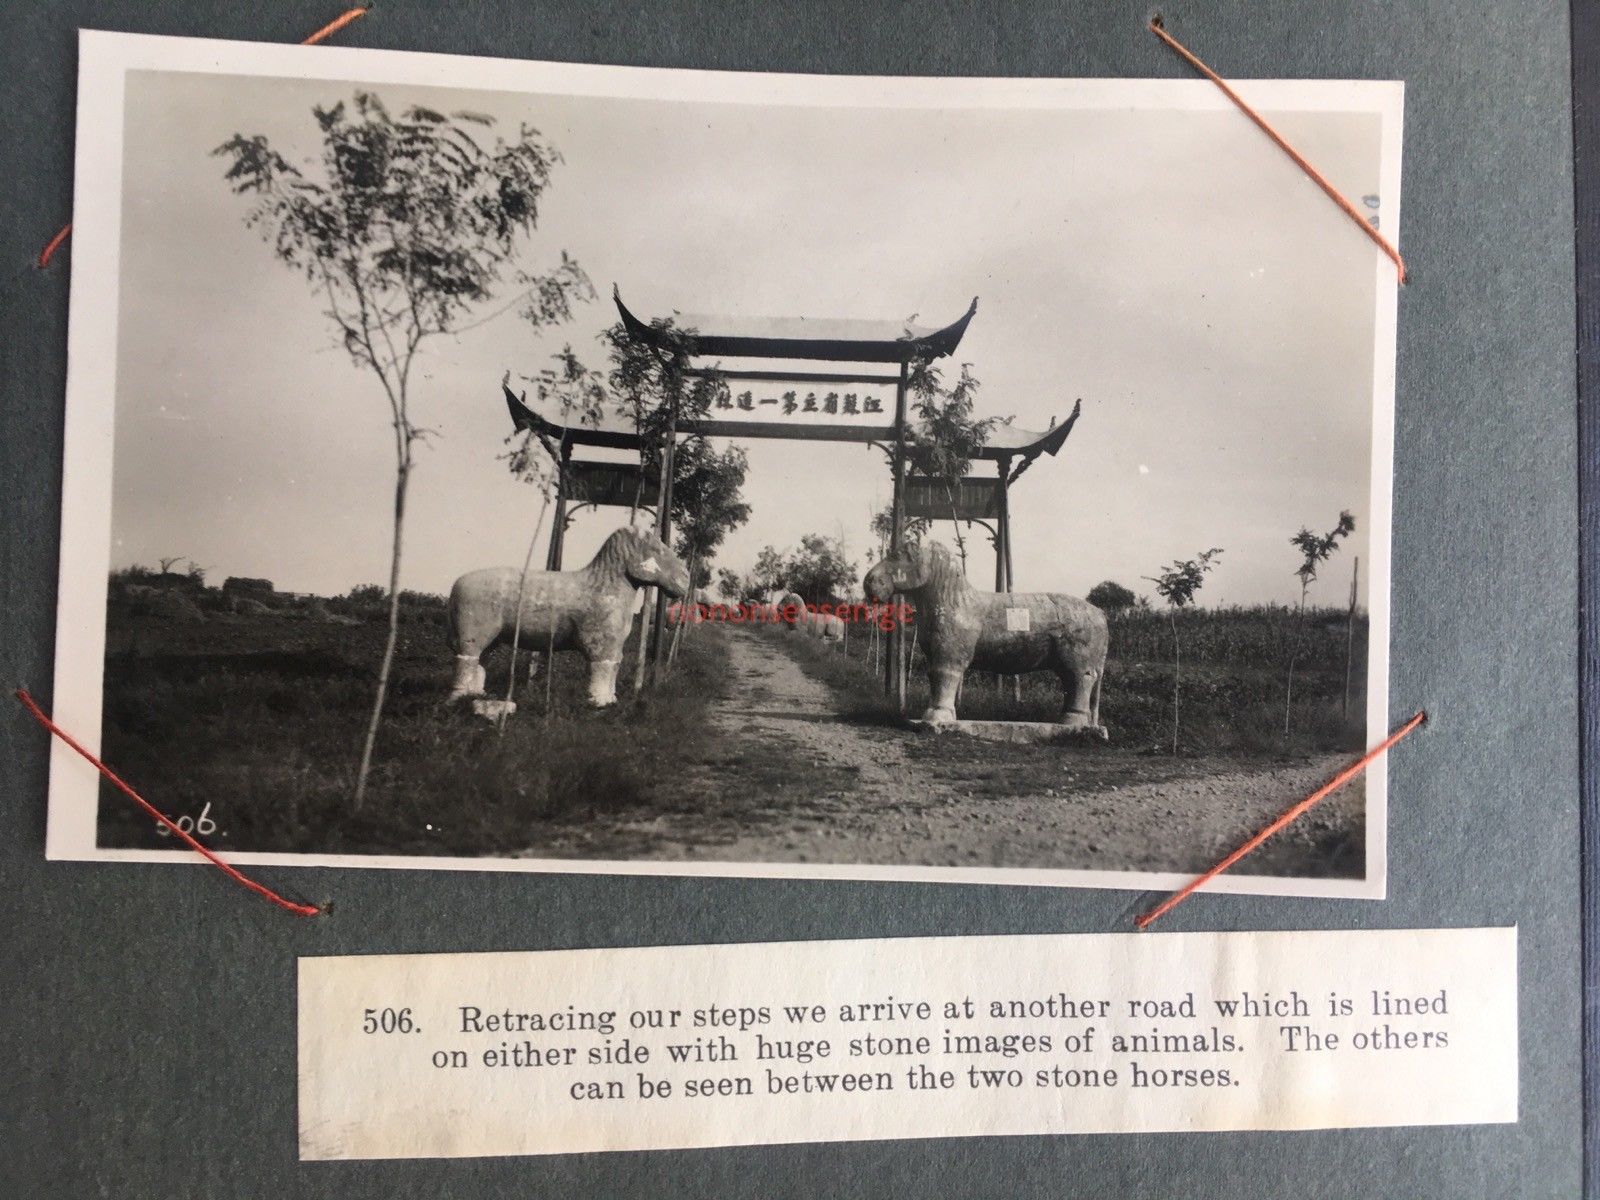 江蘇省立第一造林
nononsensenige
506.
506. Retracing our steps we arrive at another road which is lined
on either side with huge stone images of animals. The others
can be seen between the two stone horses.